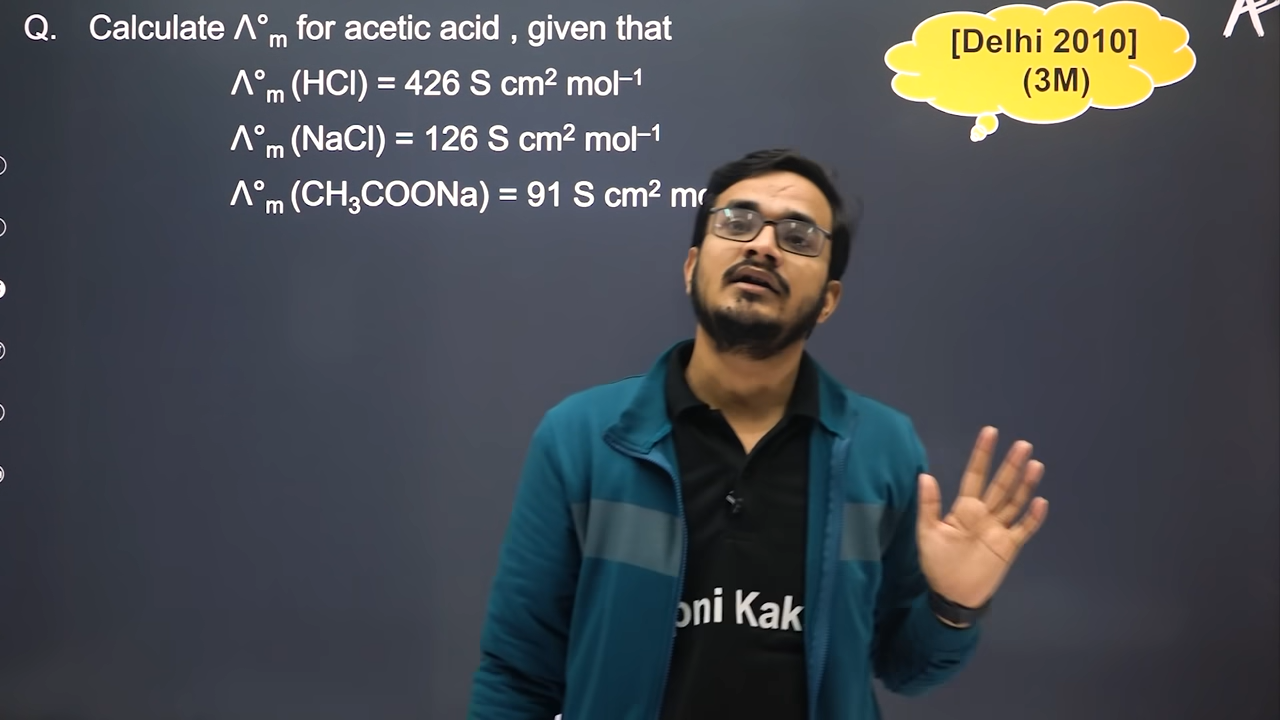 Q. Calculate Λ°m for acetic acid , given that
Λ°m (HCl) = 426 S cm² mol–1
Λ°m (NaCl) = 126 S cm² mol–1
Λ°m (CH₃COONa) = 91 S cm²
[Delhi 2010]
(3M)
oni Kak